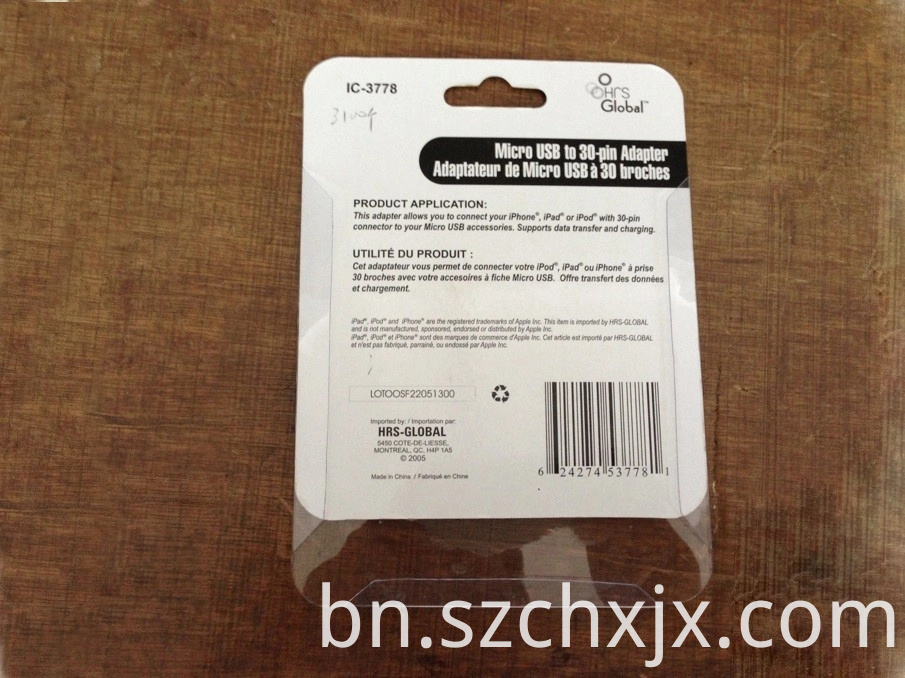 IC-3778
HRS
Global™
Micro USB to 30-pin Adapter
Adaptateur de Micro USB à 30 broches
PRODUCT APPLICATION:
This adapter allows you to connect your iPhone®, iPad® or iPod® with 30-pin
connector to your Micro USB accessories. Supports data transfer and charging.
UTILITÉ DU PRODUIT :
Cet adaptateur vous permet de connecter votre iPod®, iPad® ou iPhone® à prise
30 broches avec votre accesoires à fiche Micro USB. Offre transfert des données
et chargement.
iPad®, iPod® and iPhone® are the registered trademarks of Apple Inc. This item is imported by HRS-GLOBAL
and is not manufactured, sponsored, endorsed or distributed by Apple Inc.
iPad®, iPod® et iPhone® sont des marques de commerce d'Apple Inc. Cet article est importé par HRS-GLOBAL
et n'est pas fabriqué, parrainé, ou endossé par Apple Inc.
LOTOOSF22051300
Imported by: / Importation par:
HRS-GLOBAL
5450 COTE-DE-LIESSE,
MONTREAL, QC, H4P 1A5
© 2005
Made in China / Fabriqué en Chine
6 24274 53778 1
bn.szchxjx.com